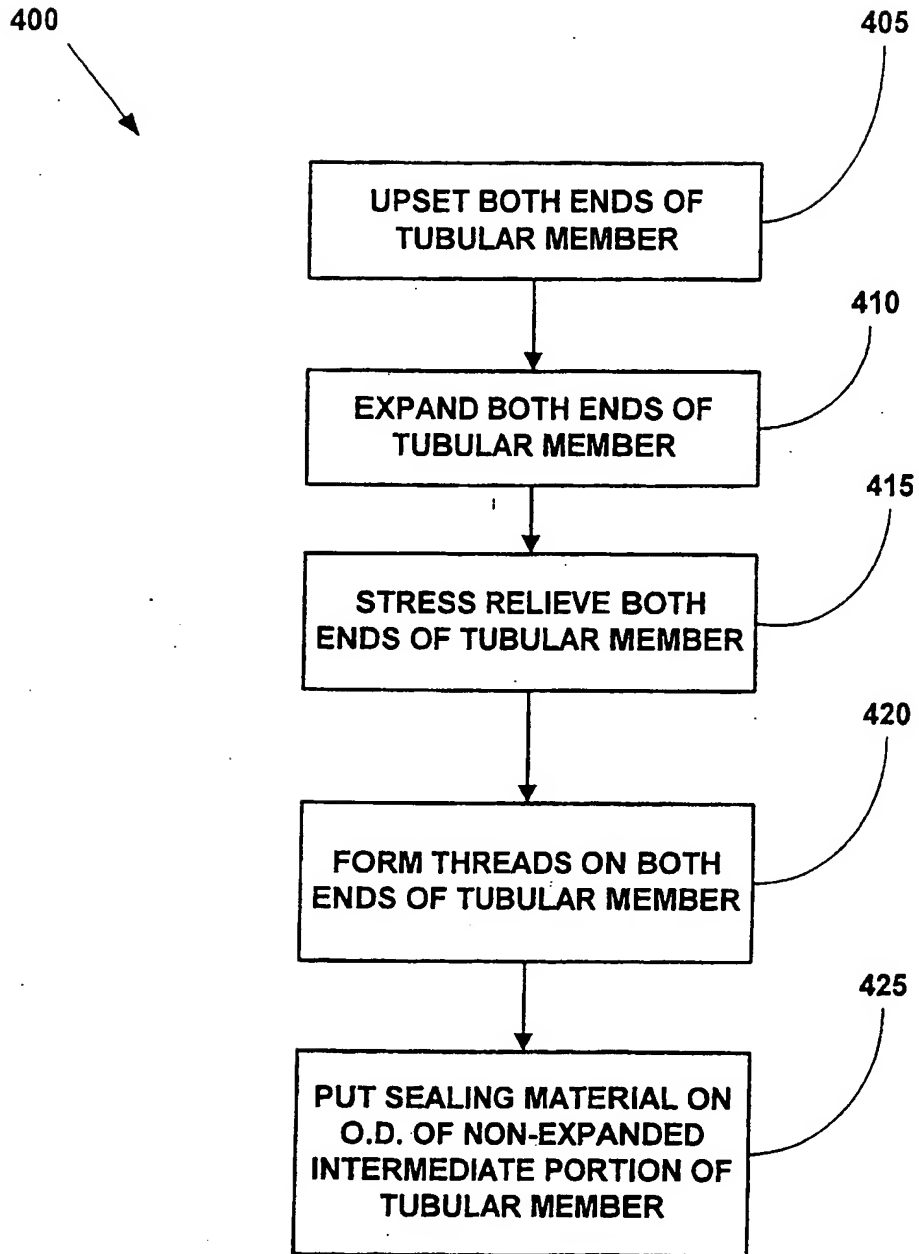 400
405
UPSET BOTH ENDS OF
TUBULAR MEMBER
410
EXPAND BOTH ENDS OF
TUBULAR MEMBER
415
STRESS RELIEVE BOTH
ENDS OF TUBULAR MEMBER
420
FORM THREADS ON BOTH
ENDS OF TUBULAR MEMBER
425
PUT SEALING MATERIAL ON
O.D. OF NON-EXPANDED
INTERMEDIATE PORTION OF
TUBULAR MEMBER